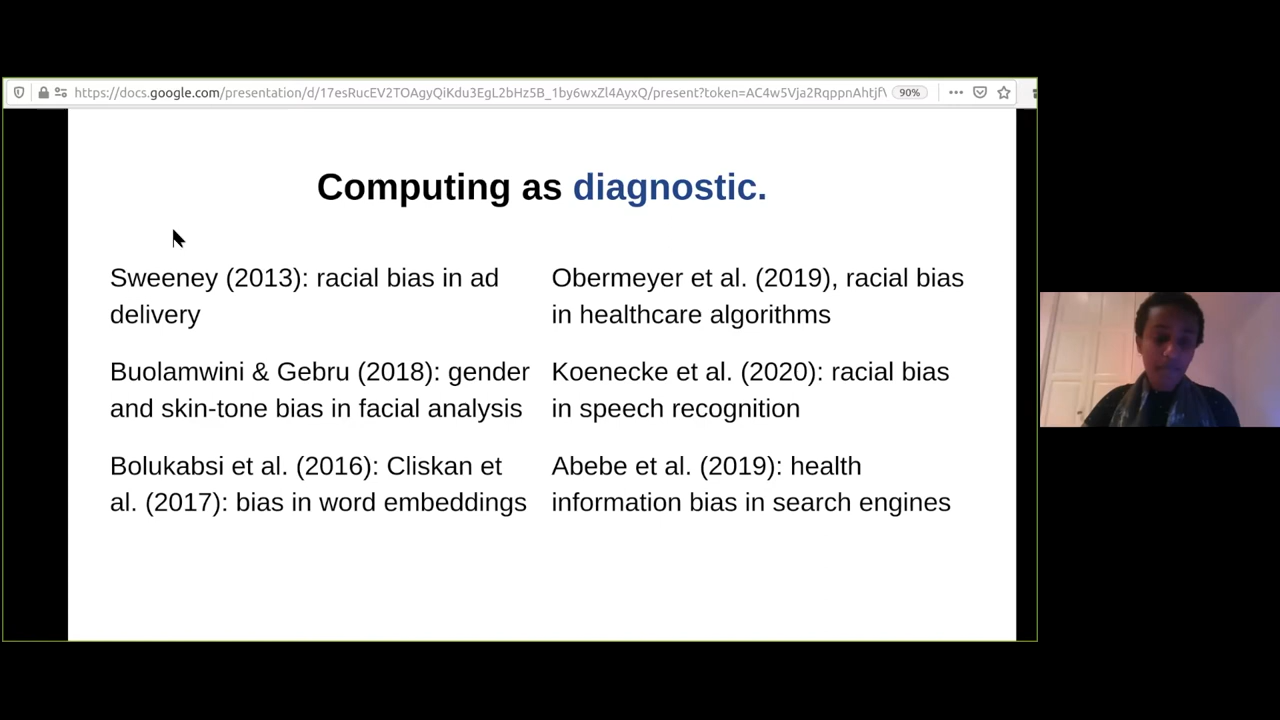 https://docs.google.com/presentation/d/17esRucEV2TOAgyQiKdu3EgL2bHz5B_1by6wxZl4AyxQ/present?token=AC4w5Vja2RqppnAhtjf
90%
Computing as diagnostic.
Sweeney (2013): racial bias in ad
delivery
Buolamwini & Gebru (2018): gender
and skin-tone bias in facial analysis
Bolukabsi et al. (2016): Cliskan et
al. (2017): bias in word embeddings
Obermeyer et al. (2019), racial bias
in healthcare algorithms
Koenecke et al. (2020): racial bias
in speech recognition
Abebe et al. (2019): health
information bias in search engines